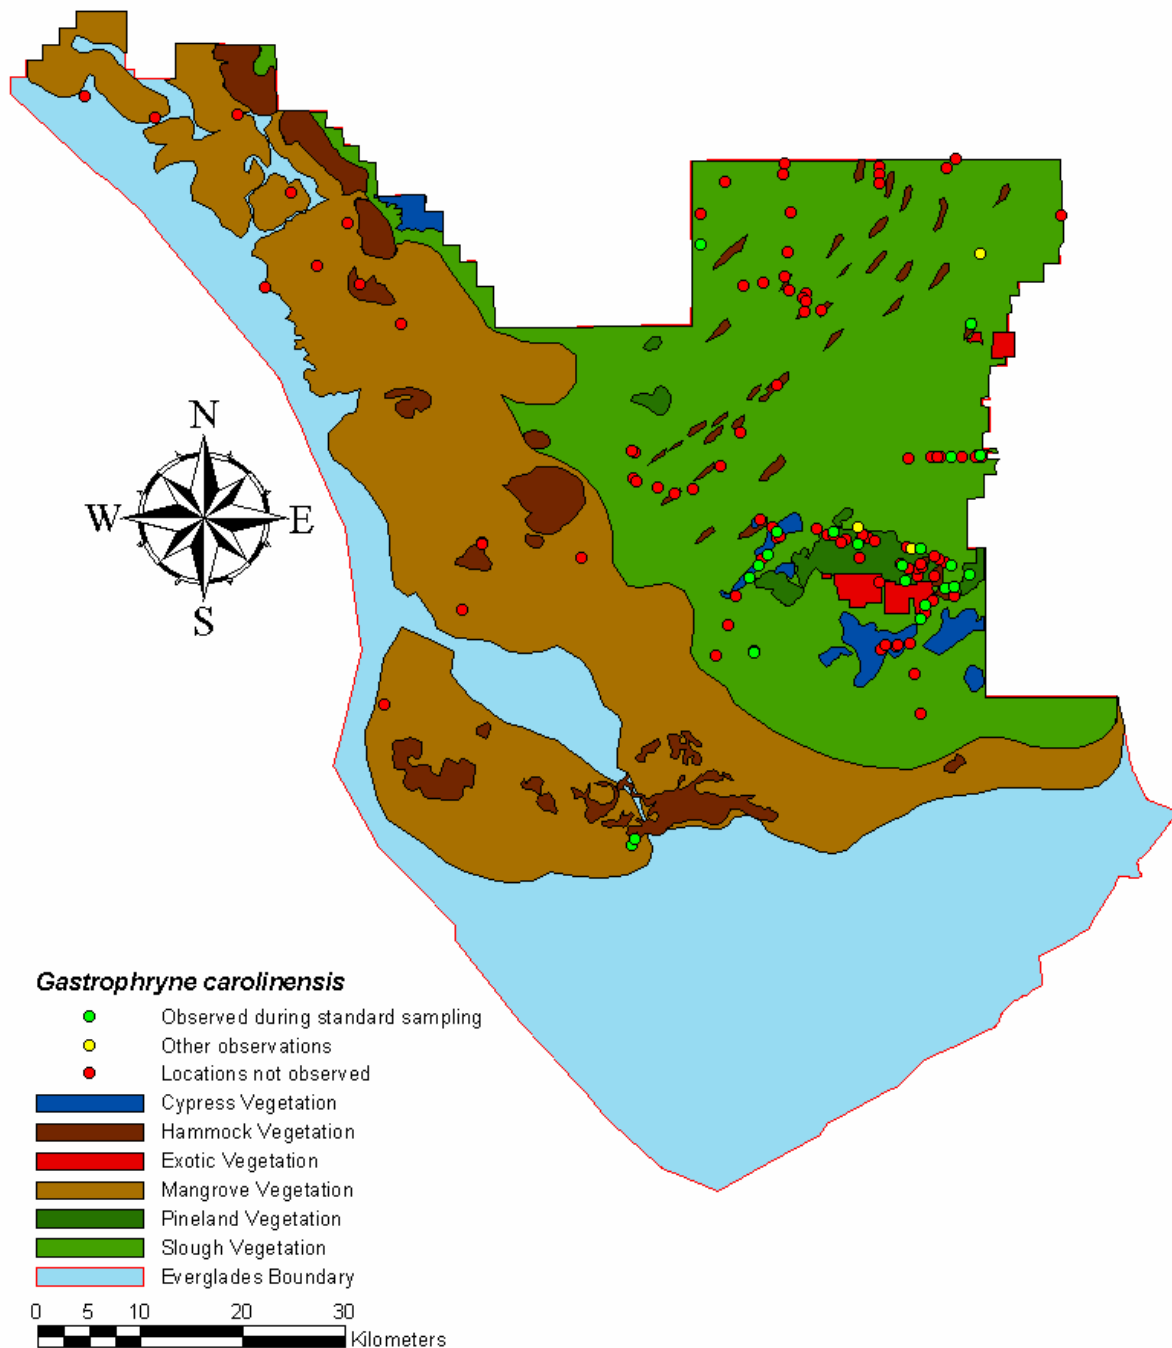 N
W E
S
Gastrophryne carolinensis
Observed during standard sampling
Other observations
Locations not observed
Cypress Vegetation
Hammock Vegetation
Exotic Vegetation
Mangrove Vegetation
Pineland Vegetation
Slough Vegetation
Everglades Boundary
0 5 10 20 30
Kilometers